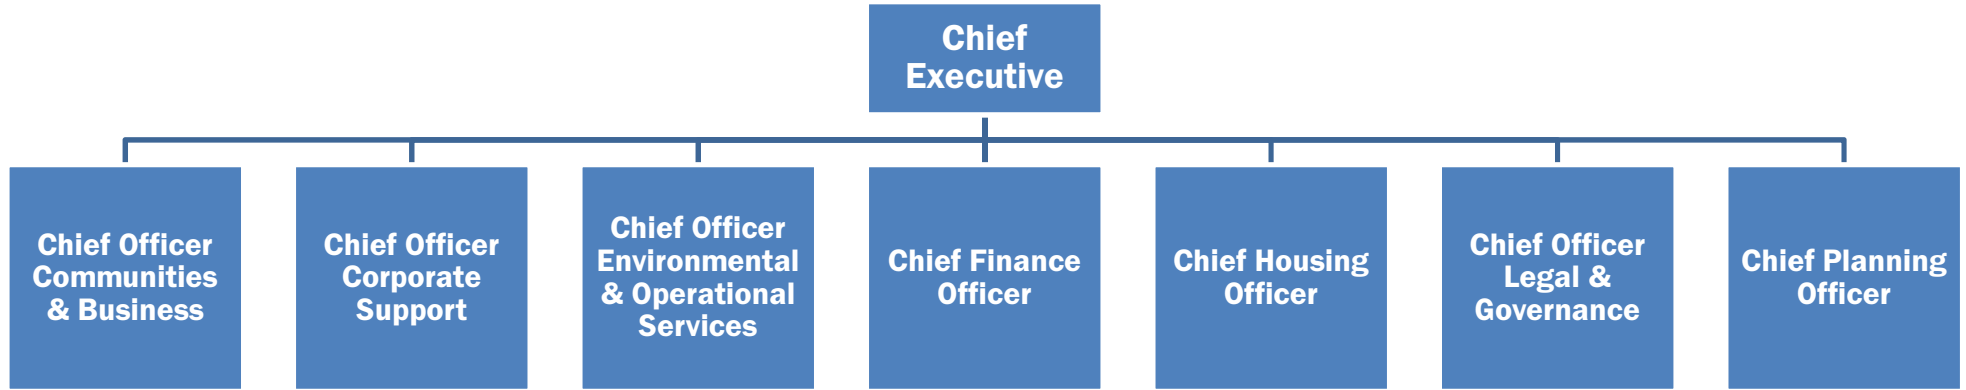 Chief
Executive
Chief Officer
Communities
& Business
Chief Officer
Corporate
Support
Chief Officer
Environmental
& Operational
Services
Chief Finance
Officer
Chief Housing
Officer
Chief Officer
Legal &
Governance
Chief Planning
Officer